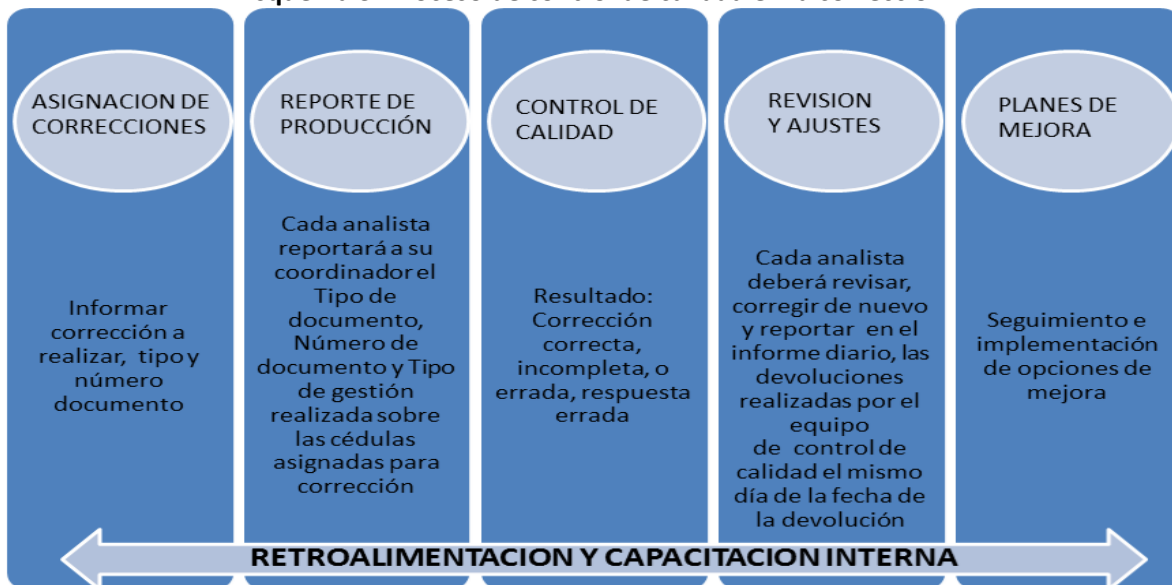 ASIGNACION DE
CORRECCIONES
Informar
corrección a
realizar, tipo y
número
documento
REPORTE DE
PRODUCCIÓN
Cada analista
reportará a su
coordinador el
Tipo de
documento,
Número de
documento y Tipo
de gestión
realizada sobre
las cédulas
asignadas para
corrección
CONTROL DE
CALIDAD
Resultado:
Corrección
correcta,
incompleta, o
errada, respuesta
errada
REVISION
Y AJUSTES
Cada analista
deberá revisar,
corregir de nuevo
y reportar en el
informe diario, las
devoluciones
realizadas por el
equipo
de control de
calidad el mismo
día de la fecha de
la devolución
PLANES DE
MEJORA
Seguimiento e
implementación
de opciones de
mejora
RETROALIMENTACION Y CAPACITACION INTERNA